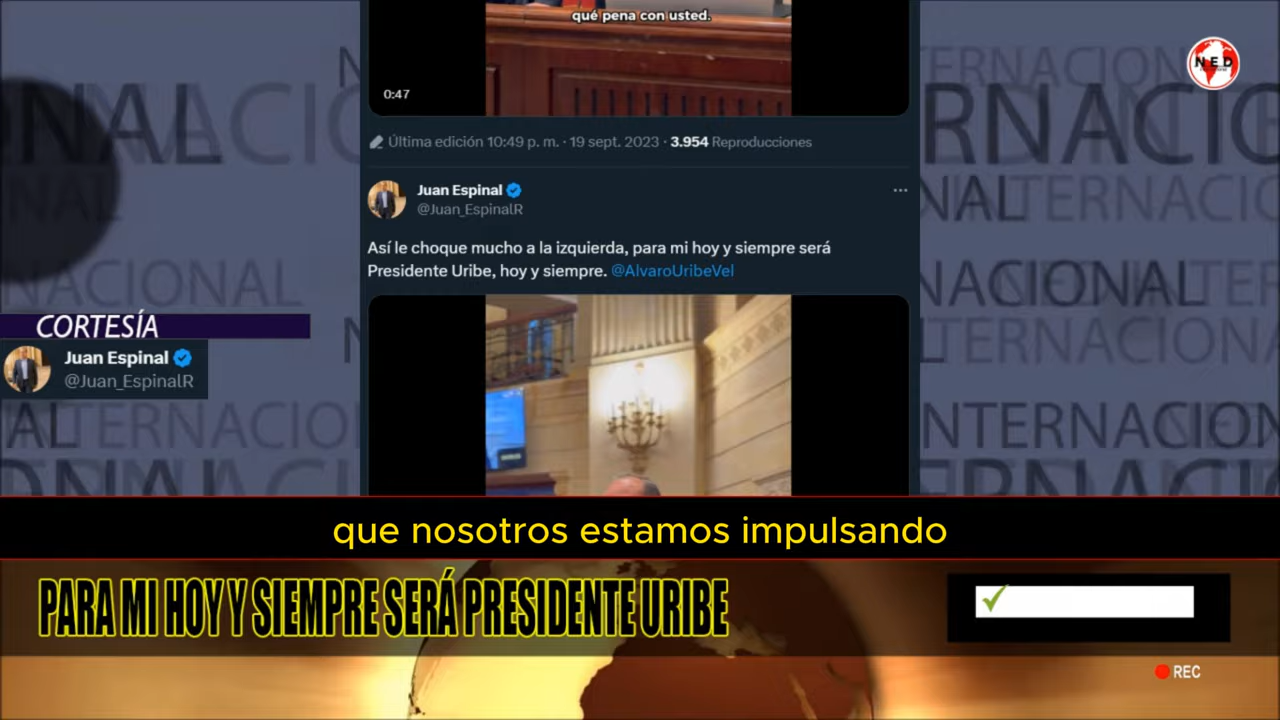 qué pena con usted.
NED
0:47
Última edición 10:49 p. m. · 19 sept. 2023 · 3.954 Reproducciones
Juan Espinal
@Juan_EspinalR
Así le choque mucho a la izquierda, para mi hoy y siempre será
Presidente Uribe, hoy y siempre. @AlvaroUribeVel
CORTESÍA
Juan Espinal
@Juan_EspinalR
que nosotros estamos impulsando
PARA MI HOY Y SIEMPRE SERÁ PRESIDENTE URIBE
REC